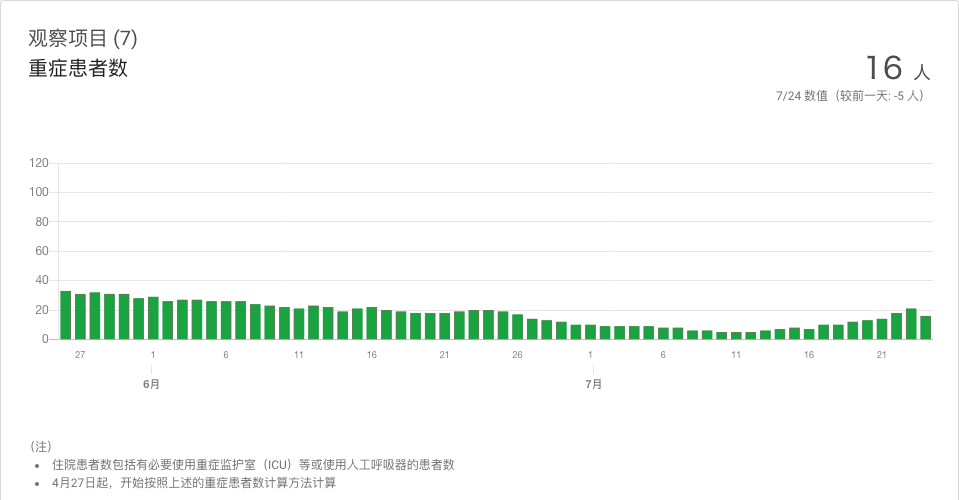 观察项目 (7)
重症患者数
16 人
7/24 数值（较前一天: -5 人）
120
100
80
60
40
20
0
27 1 6 11 16 21 26 1 6 11 16 21
6月 7月
（注）
• 住院患者数包括有必要使用重症监护室（ICU）等或使用人工呼吸器的患者数
• 4月27日起，开始按照上述的重症患者数计算方法计算